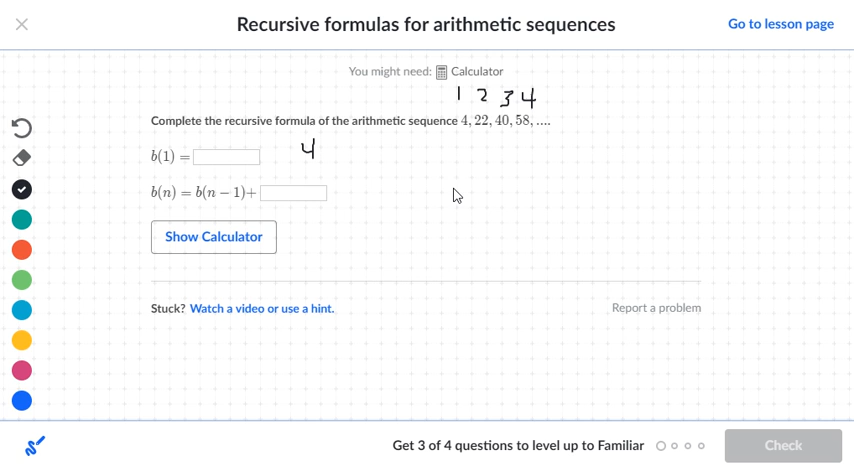 Recursive formulas for arithmetic sequences
Go to lesson page
You might need: Calculator
1 2 3 4
Complete the recursive formula of the arithmetic sequence 4, 22, 40, 58, ....
b(1) =
4
b(n) = b(n − 1)+
Show Calculator
Stuck? Watch a video or use a hint.
Report a problem
Get 3 of 4 questions to level up to Familiar
Check